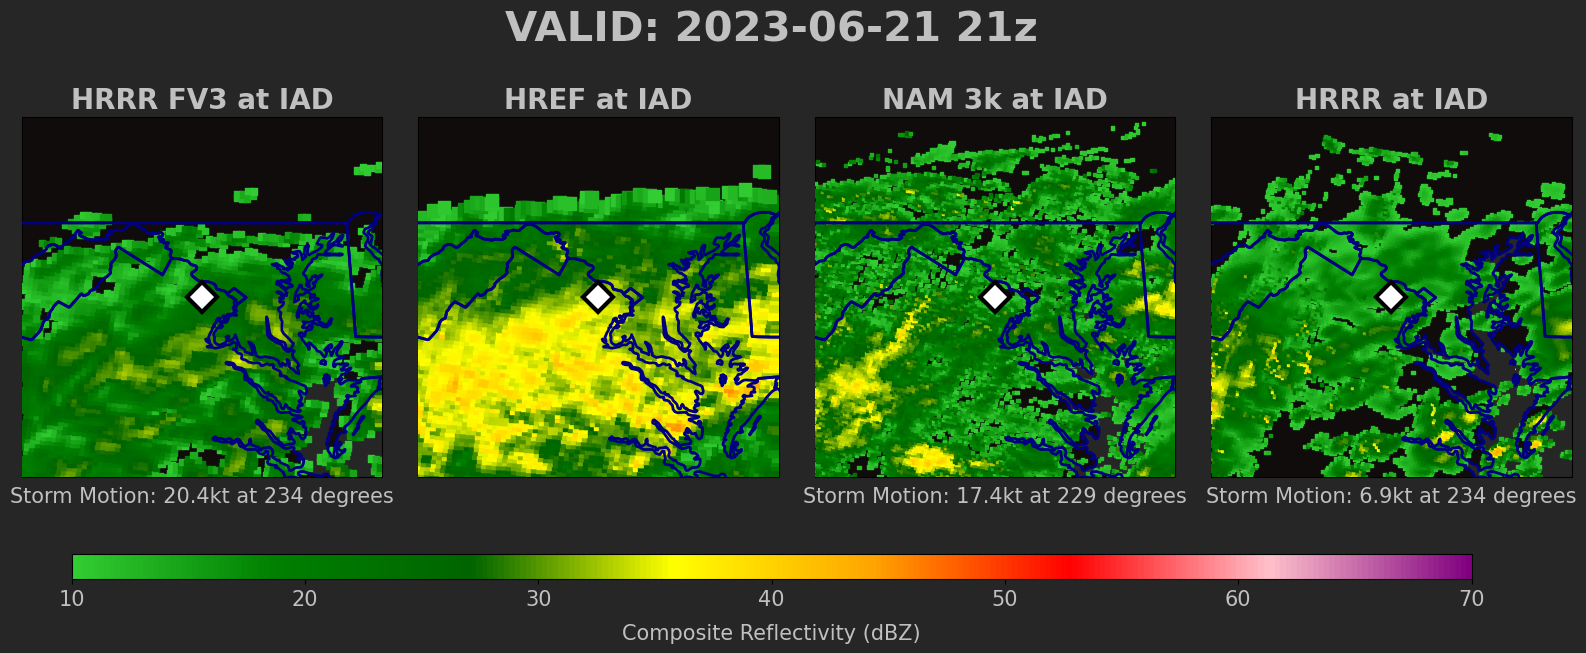 VALID: 2023-06-21 21z
HRRR FV3 at IAD
HREF at IAD
NAM 3k at IAD
HRRR at IAD
Storm Motion: 20.4kt at 234 degrees
Storm Motion: 17.4kt at 229 degrees
Storm Motion: 6.9kt at 234 degrees
10 20 30 40 50 60 70
Composite Reflectivity (dBZ)